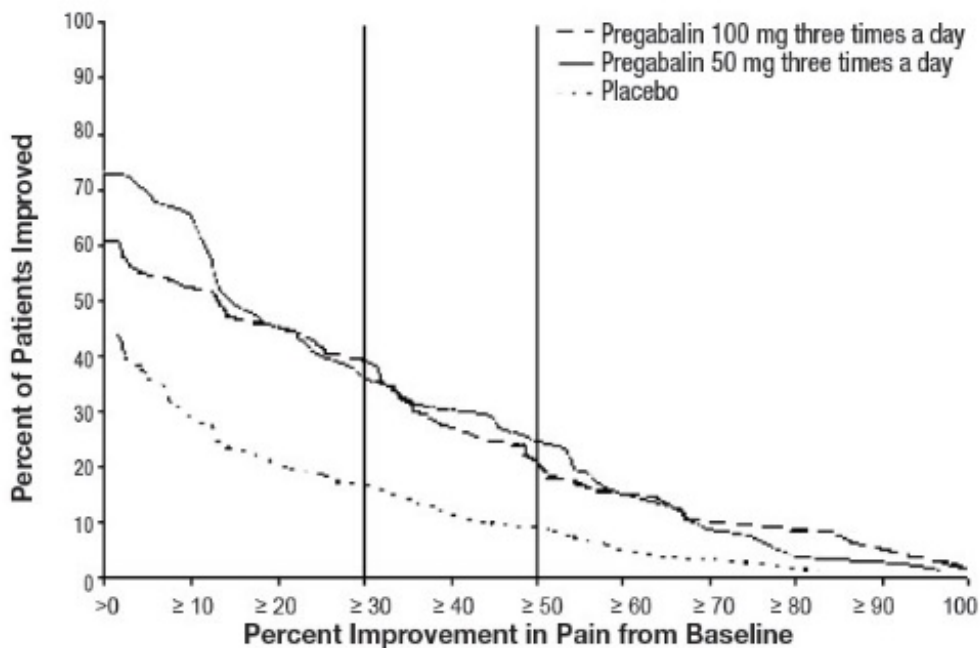 100
90
80
70
60
50
40
30
20
10
0
Percent of Patients Improved
Pregabalin 100 mg three times a day
Pregabalin 50 mg three times a day
Placebo
>0 ≥ 10 ≥ 20 ≥ 30 ≥ 40 ≥ 50 ≥ 60 ≥ 70 ≥ 80 ≥ 90 100
Percent Improvement in Pain from Baseline